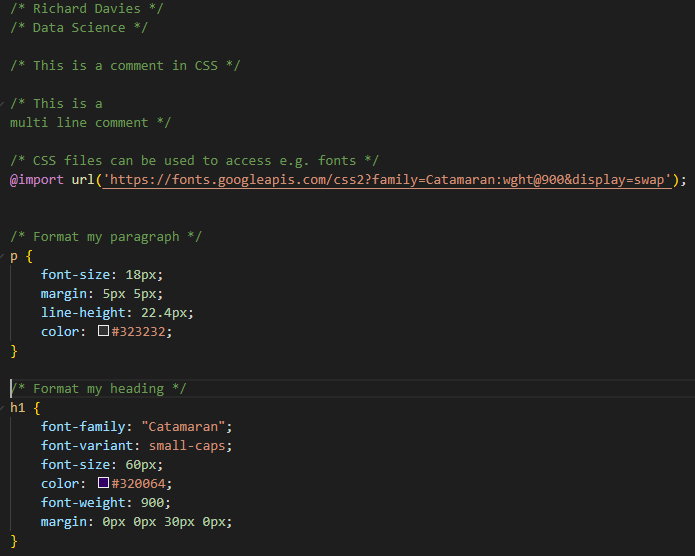 /* Richard Davies */
/* Data Science */
/* This is a comment in CSS */
/* This is a
multi line comment */
/* CSS files can be used to access e.g. fonts */
@import url('https://fonts.googleapis.com/css2?family=Catamaran:wght@900&display=swap');
/* Format my paragraph */
p {
    font-size: 18px;
    margin: 5px 5px;
    line-height: 22.4px;
    color: #323232;
}
/* Format my heading */
h1 {
    font-family: "Catamaran";
    font-variant: small-caps;
    font-size: 60px;
    color: #320064;
    font-weight: 900;
    margin: 0px 0px 30px 0px;
}